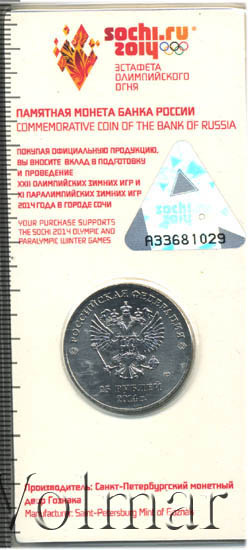 sochi.ru
2014
ЭСТАФЕТА
ОЛИМПИЙСКОГО
ОГНЯ
ПАМЯТНАЯ МОНЕТА БАНКА РОССИИ
COMMEMORATIVE COIN OF THE BANK OF RUSSIA
ПОКУПАЯ ОФИЦИАЛЬНУЮ ПРОДУКЦИЮ,
ВЫ ВНОСИТЕ ВКЛАД В ПОДГОТОВКУ
И ПРОВЕДЕНИЕ
XXII ОЛИМПИЙСКИХ ЗИМНИХ ИГР И
XI ПАРАЛИМПИЙСКИХ ЗИМНИХ ИГР
2014 ГОДА В ГОРОДЕ СОЧИ
YOUR PURCHASE SUPPORTS
THE SOCHI 2014 OLYMPIC AND
PARALYMPIC WINTER GAMES
sochi.ru
2014
A33681029
РОССИЙСКАЯ ФЕДЕРАЦИЯ
25 РУБЛЕЙ
2014 г.
Производитель: Санкт-Петербургский монетный
двор Гознака
Manufacturer: Saint-Petersburg Mint of Goznak
Volmar